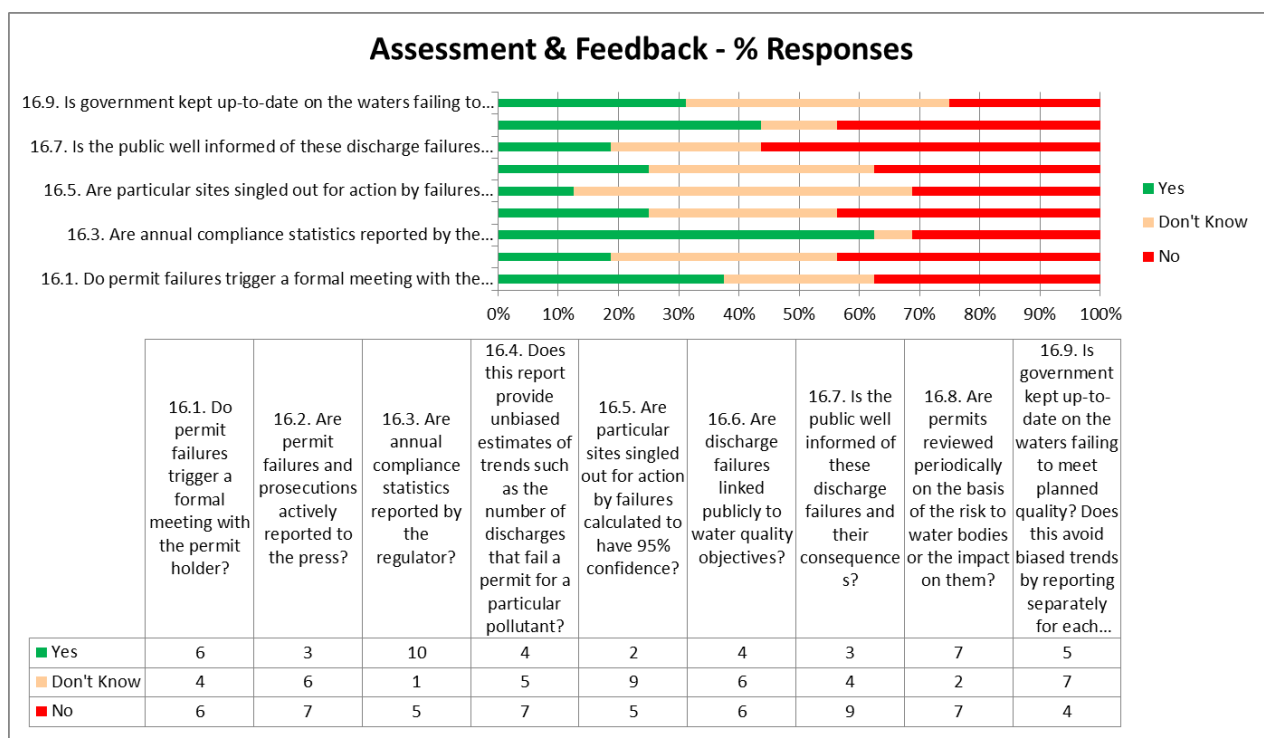 Assessment & Feedback - % Responses
16.9. Is government kept up-to-date on the waters failing to...
16.7. Is the public well informed of these discharge failures...
16.5. Are particular sites singled out for action by failures...
16.3. Are annual compliance statistics reported by the...
16.1. Do permit failures trigger a formal meeting with the...
Yes
Don't Know
No
0% 10% 20% 30% 40% 50% 60% 70% 80% 90% 100%
16.1. Do
permit
failures
trigger a
formal
meeting with
the permit
holder?
16.2. Are
permit
failures and
prosecutions
actively
reported to
the press?
16.3. Are
annual
compliance
statistics
reported by
the
regulator?
16.4. Does
this report
provide
unbiased
estimates of
trends such
as the
number of
discharges
that fail a
permit for a
particular
pollutant?
16.5. Are
particular
sites singled
out for action
by failures
calculated to
have 95%
confidence?
16.6. Are
discharge
failures
linked
publicly to
water quality
objectives?
16.7. Is the
public well
informed of
these
discharge
failures and
their
consequence
s?
16.8. Are
permits
reviewed
periodically
on the basis
of the risk to
water bodies
or the impact
on them?
16.9. Is
government
kept up-to-
date on the
waters failing
to meet
planned
quality? Does
this avoid
biased trends
by reporting
separately
for each...
Yes 6 3 10 4 2 4 3 7 5
Don't Know 4 6 1 5 9 6 4 2 7
No 6 7 5 7 5 6 9 7 4